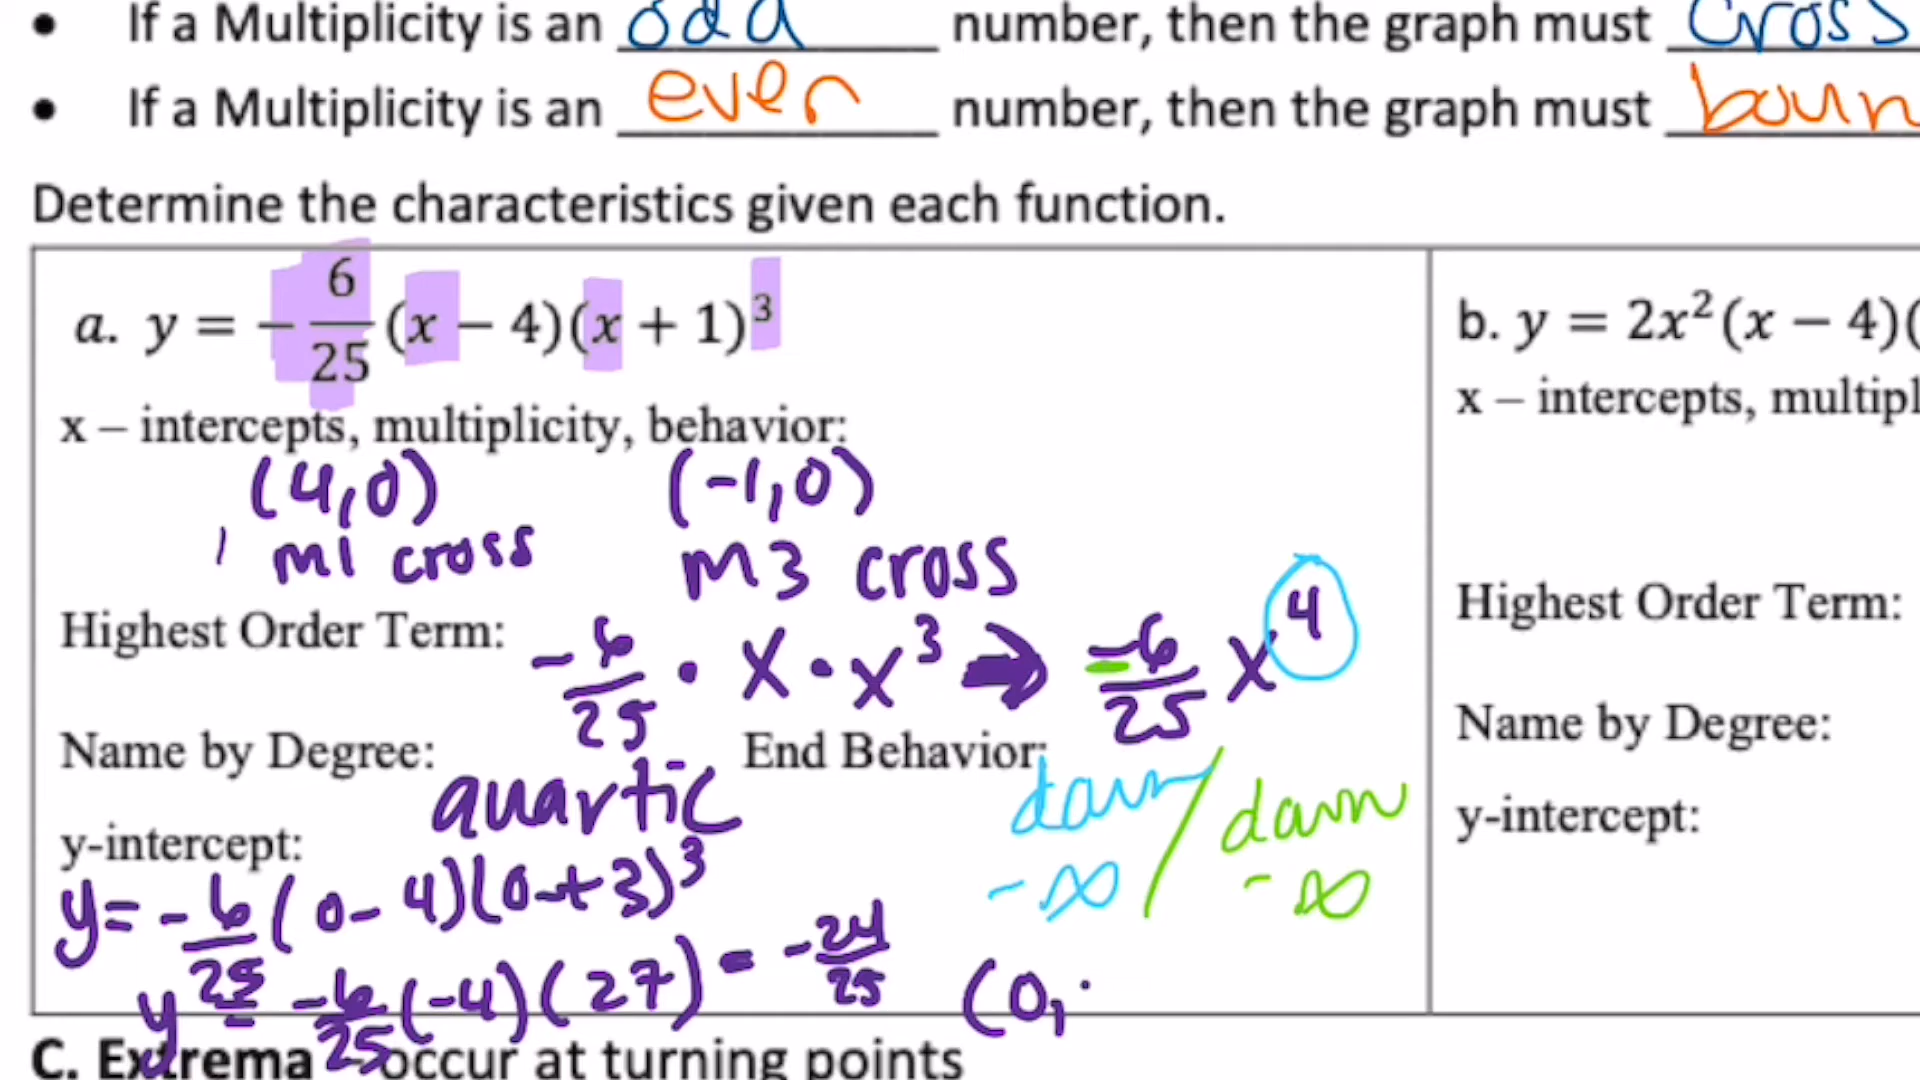 • If a Multiplicity is an odd number, then the graph must cross
• If a Multiplicity is an even number, then the graph must boun
Determine the characteristics given each function.
a. y = − 6/25 (x − 4)(x + 1)³
x – intercepts, multiplicity, behavior:
(4,0) (-1,0)
m1 cross m3 cross
Highest Order Term: -6/25 · x · x³ → -6/25 x⁴
Name by Degree: quartic End Behavior: down / down
-∞ -∞
y-intercept:
y= -6/25 (0-4)(0+3)³
y = -6/25 (-4)(27) = -24/25 (0,
C. Extrema – occur at turning points
b. y = 2x²(x − 4)(
x – intercepts, multipl
Highest Order Term:
Name by Degree:
y-intercept: